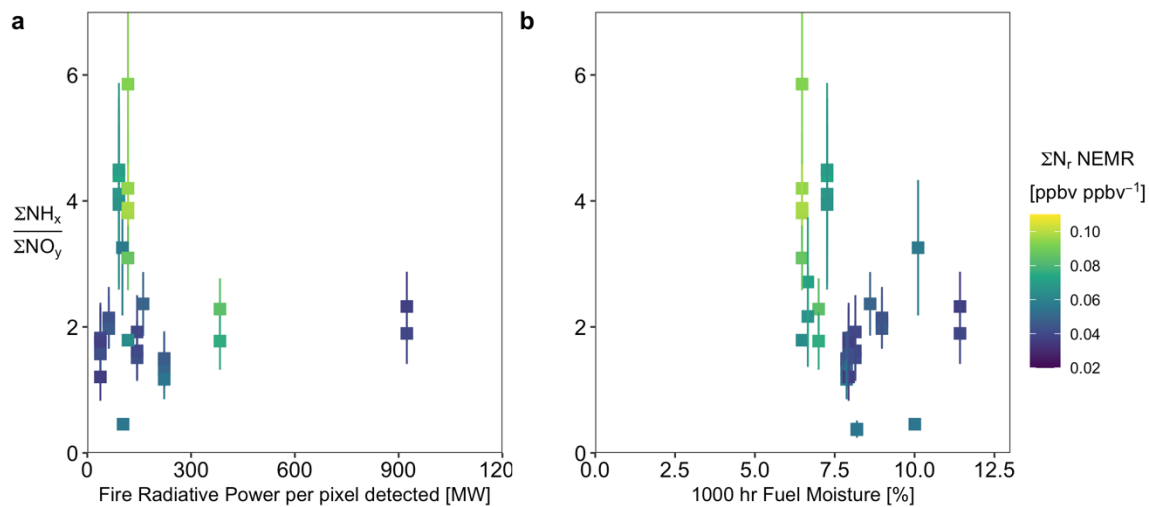 a
b
6
4
2
0
ΣNHₓ
ΣNOᵧ
0 300 600 900 120
Fire Radiative Power per pixel detected [MW]
6
4
2
0
0.0 2.5 5.0 7.5 10.0 12.5
1000 hr Fuel Moisture [%]
ΣNᵣ NEMR
[ppbv ppbv⁻¹]
0.10
0.08
0.06
0.04
0.02